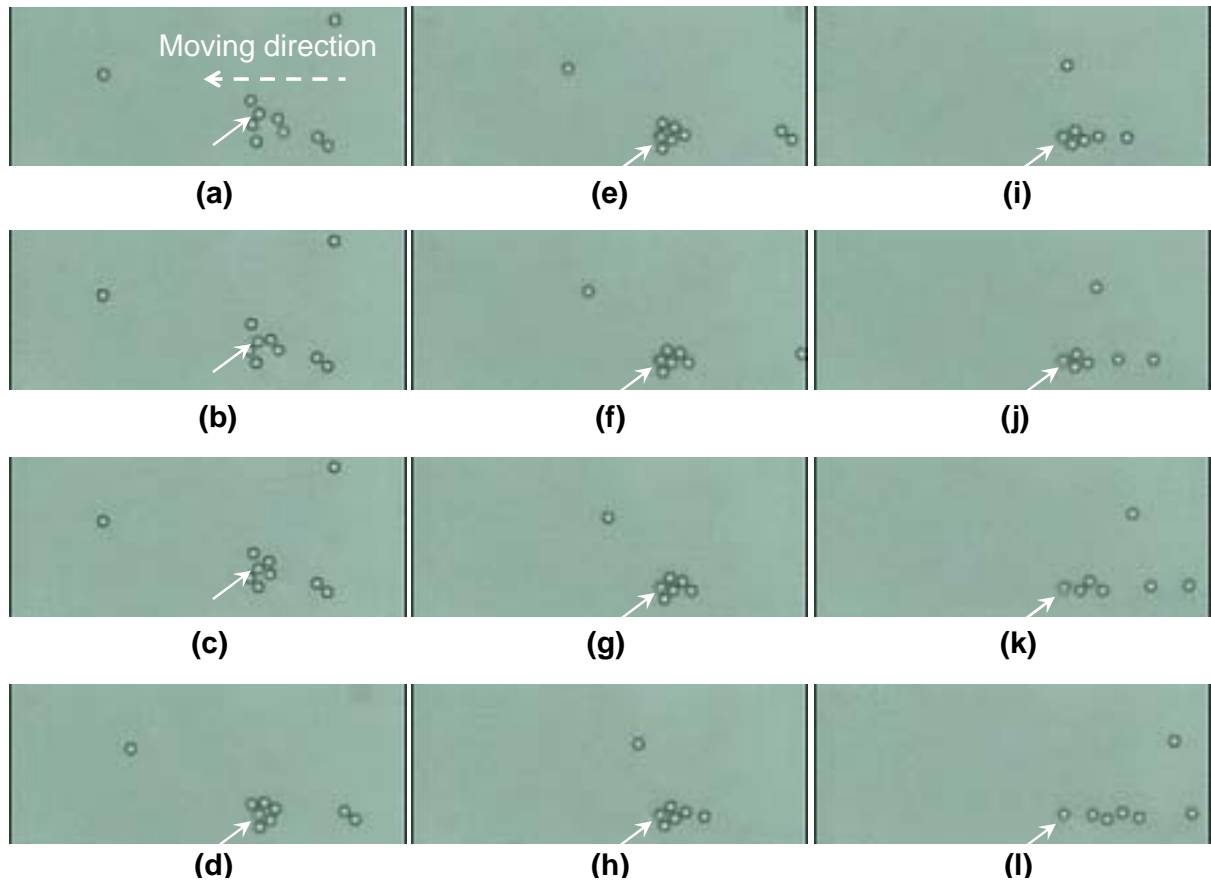 Moving direction
(a)
(e)
(i)
(b)
(f)
(j)
(c)
(g)
(k)
(d)
(h)
(l)